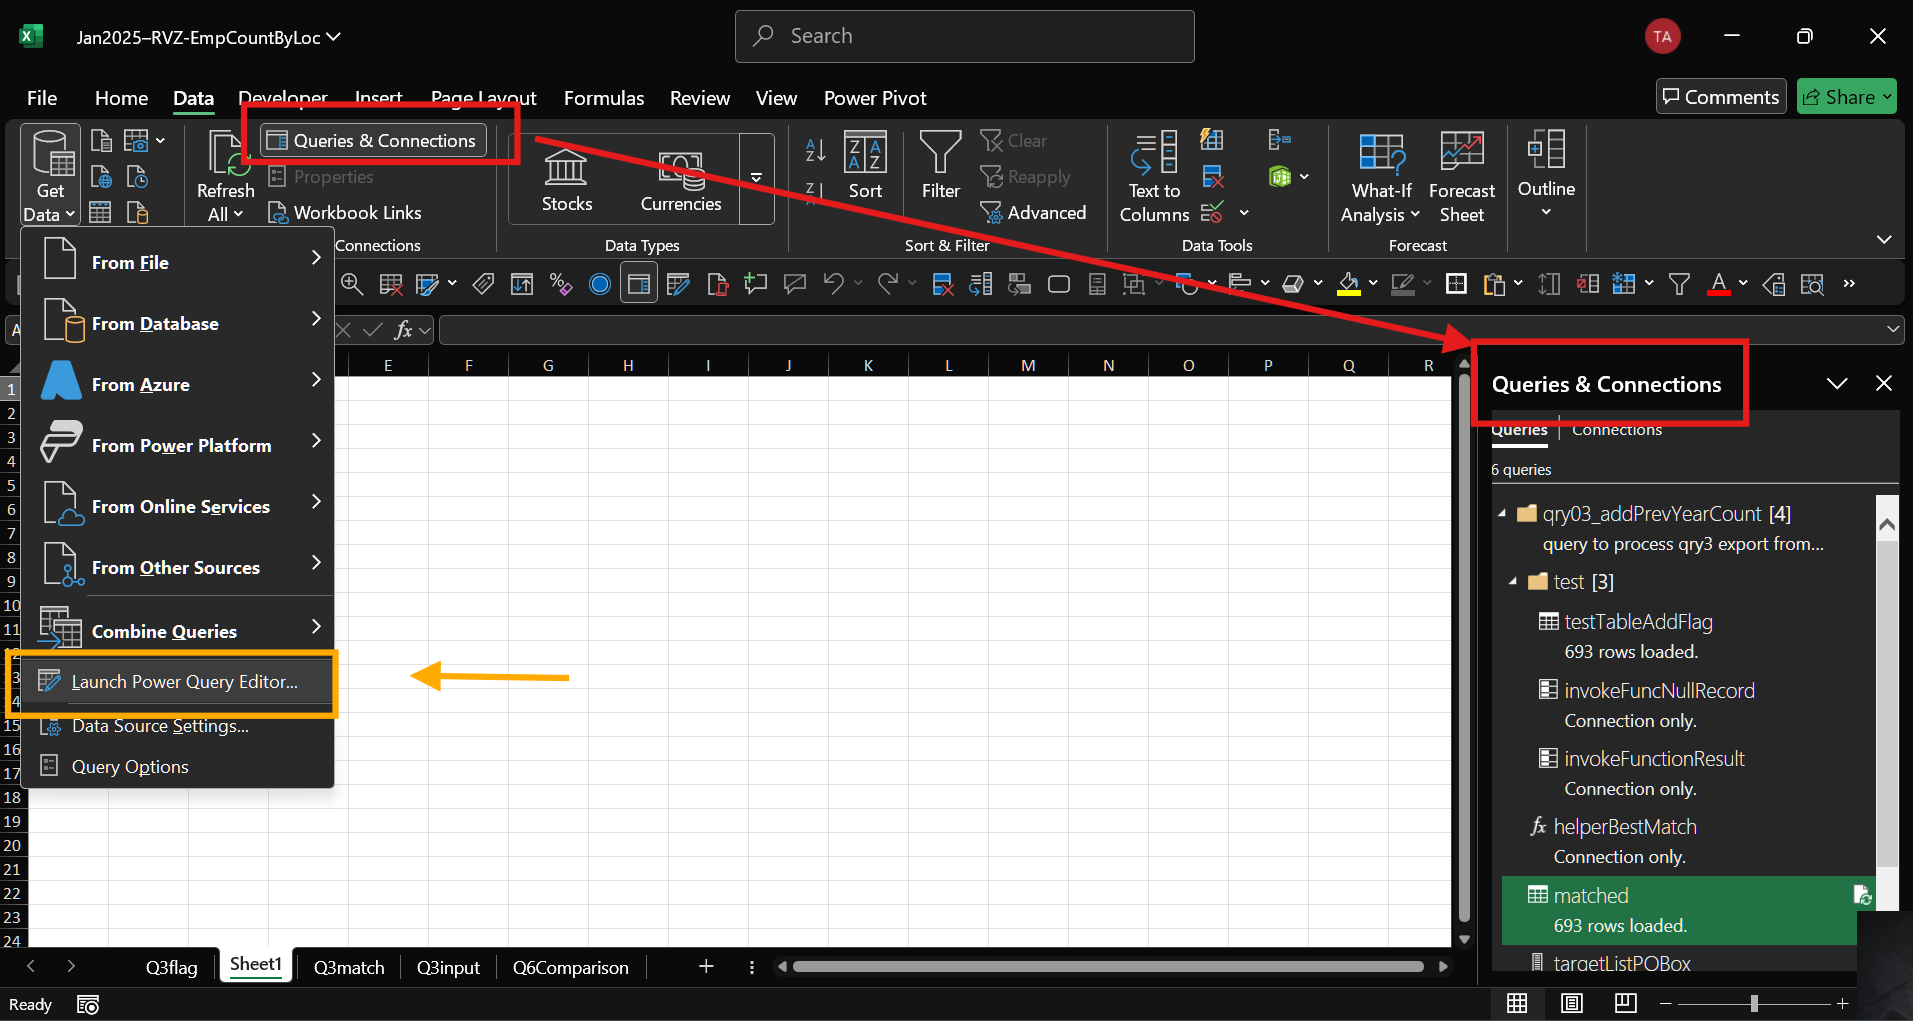 Jan2025–RVZ-EmpCountByLoc
Search
TA
File Home Data Developer Insert Page Layout Formulas Review View Power Pivot
Comments Share
Get Data
Refresh All
Queries & Connections
Properties
Workbook Links
Connections
Stocks
Currencies
Data Types
Sort
Filter
Clear
Reapply
Advanced
Sort & Filter
Text to Columns
Data Tools
What-If Analysis
Forecast Sheet
Forecast
Outline
From File
From Database
From Azure
From Power Platform
From Online Services
From Other Sources
Combine Queries
Launch Power Query Editor...
Data Source Settings...
Query Options
fx
E F G H I J K L M N O P Q R
1
2
3
4
5
6
7
8
9
10
11
15
16
17
18
19
20
21
22
23
24
Queries & Connections
Queries | Connections
6 queries
qry03_addPrevYearCount [4]
query to process qry3 export from...
test [3]
testTableAddFlag
693 rows loaded.
invokeFuncNullRecord
Connection only.
invokeFunctionResult
Connection only.
fx helperBestMatch
Connection only.
matched
693 rows loaded.
targetListPOBox
Q3flag Sheet1 Q3match Q3input Q6Comparison
Ready